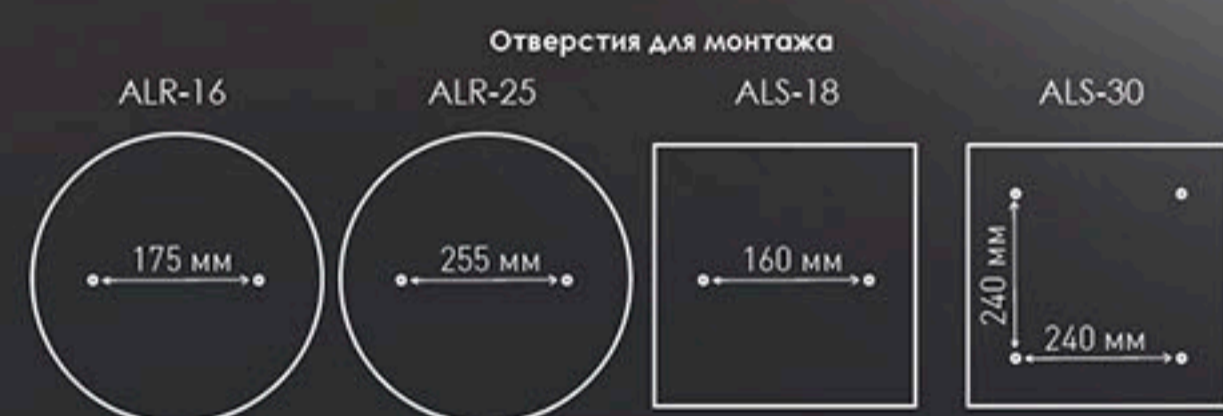 Отверстия для монтажа
ALR-16 ALR-25 ALS-18 ALS-30
175 мм 255 мм 160 мм 240 мм
240 мм